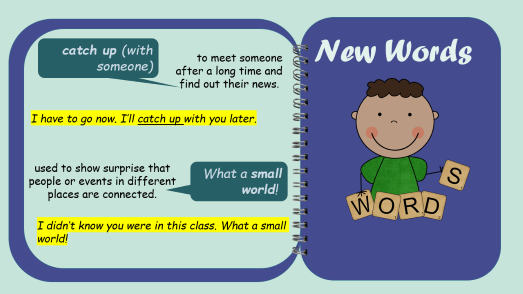 catch up (with
someone)
to meet someone
after a long time and
find out their news.
I have to go now. I'll catch up with you later.
used to show surprise that
people or events in different
places are connected.
What a small
world!
I didn't know you were in this class. What a small
world!
New Words
S
WORD